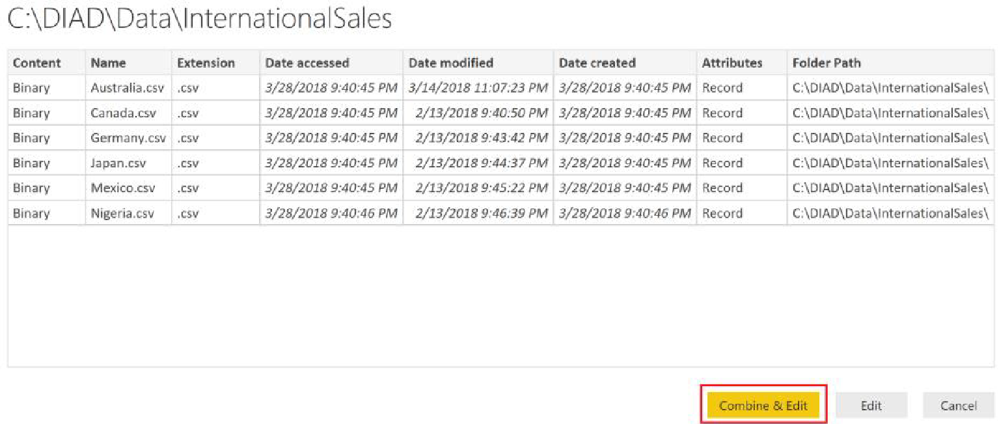 C:\DIAD\Data\InternationalSales
Content Name Extension Date accessed Date modified Date created Attributes Folder Path
Binary Australia.csv .csv 3/28/2018 9:40:45 PM 3/14/2018 11:07:23 PM 3/28/2018 9:40:45 PM Record C:\DIAD\Data\InternationalSales\
Binary Canada.csv .csv 3/28/2018 9:40:45 PM 2/13/2018 9:40:50 PM 3/28/2018 9:40:45 PM Record C:\DIAD\Data\InternationalSales\
Binary Germany.csv .csv 3/28/2018 9:40:45 PM 2/13/2018 9:43:42 PM 3/28/2018 9:40:45 PM Record C:\DIAD\Data\InternationalSales\
Binary Japan.csv .csv 3/28/2018 9:40:45 PM 2/13/2018 9:44:37 PM 3/28/2018 9:40:45 PM Record C:\DIAD\Data\InternationalSales\
Binary Mexico.csv .csv 3/28/2018 9:40:45 PM 2/13/2018 9:45:22 PM 3/28/2018 9:40:45 PM Record C:\DIAD\Data\InternationalSales\
Binary Nigeria.csv .csv 3/28/2018 9:40:46 PM 2/13/2018 9:46:39 PM 3/28/2018 9:40:46 PM Record C:\DIAD\Data\InternationalSales\
Combine & Edit Edit Cancel